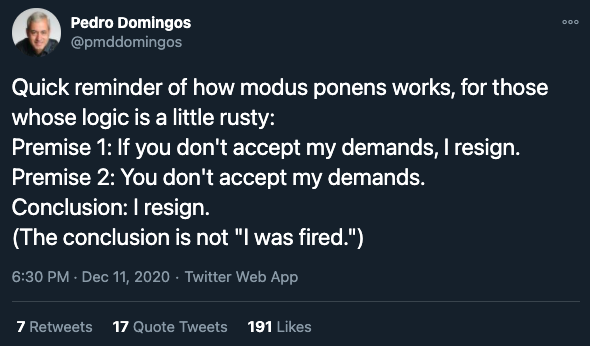 Pedro Domingos
@pmddomingos
Quick reminder of how modus ponens works, for those
whose logic is a little rusty:
Premise 1: If you don't accept my demands, I resign.
Premise 2: You don't accept my demands.
Conclusion: I resign.
(The conclusion is not "I was fired.")
6:30 PM · Dec 11, 2020 · Twitter Web App
7 Retweets 17 Quote Tweets 191 Likes